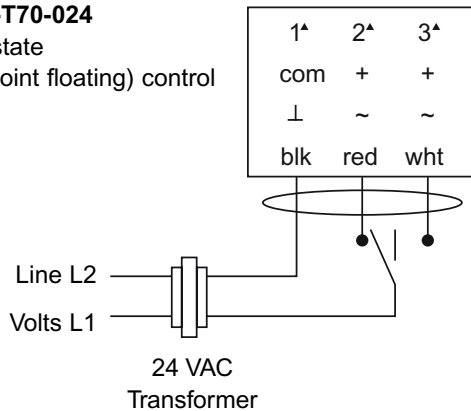 -T70-024
state
oint floating) control
1▲ 2▲ 3▲
com + +
⊥ ~ ~
blk red wht
Line L2
Volts L1
24 VAC
Transformer